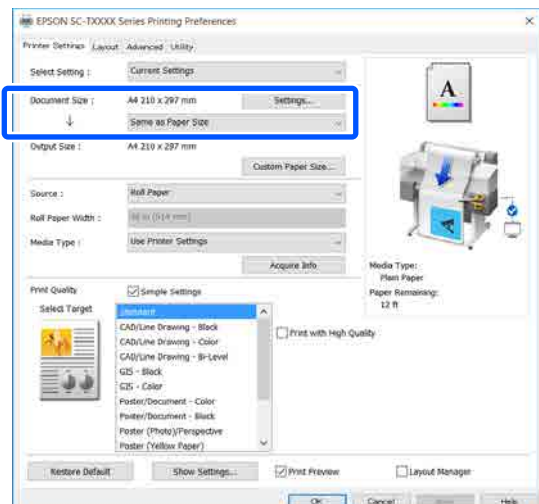 EPSON SC-TXXXX Series Printing Preferences
Printer Settings Layout Advanced Utility
Select Setting : Current Settings
Document Size : A4 210 x 297 mm Settings...
Same as Paper Size
Output Size : A4 210 x 297 mm
Custom Paper Size...
Source : Roll Paper
Roll Paper Width :
Media Type : Use Printer Settings
Acquire Info
A
Media Type:
Plain Paper
Paper Remaining:
12 ft
Print Quality Simple Settings
Select Target
Standard
CAD/Line Drawing - Black
CAD/Line Drawing - Color
CAD/Line Drawing - Bi-Level
GIS - Black
GIS - Color
Poster/Document - Color
Poster/Document - Black
Poster (Photo)/Perspective
Poster (Yellow Paper)
Print with High Quality
Restore Default Show Settings... Print Preview Layout Manager
OK Cancel Help